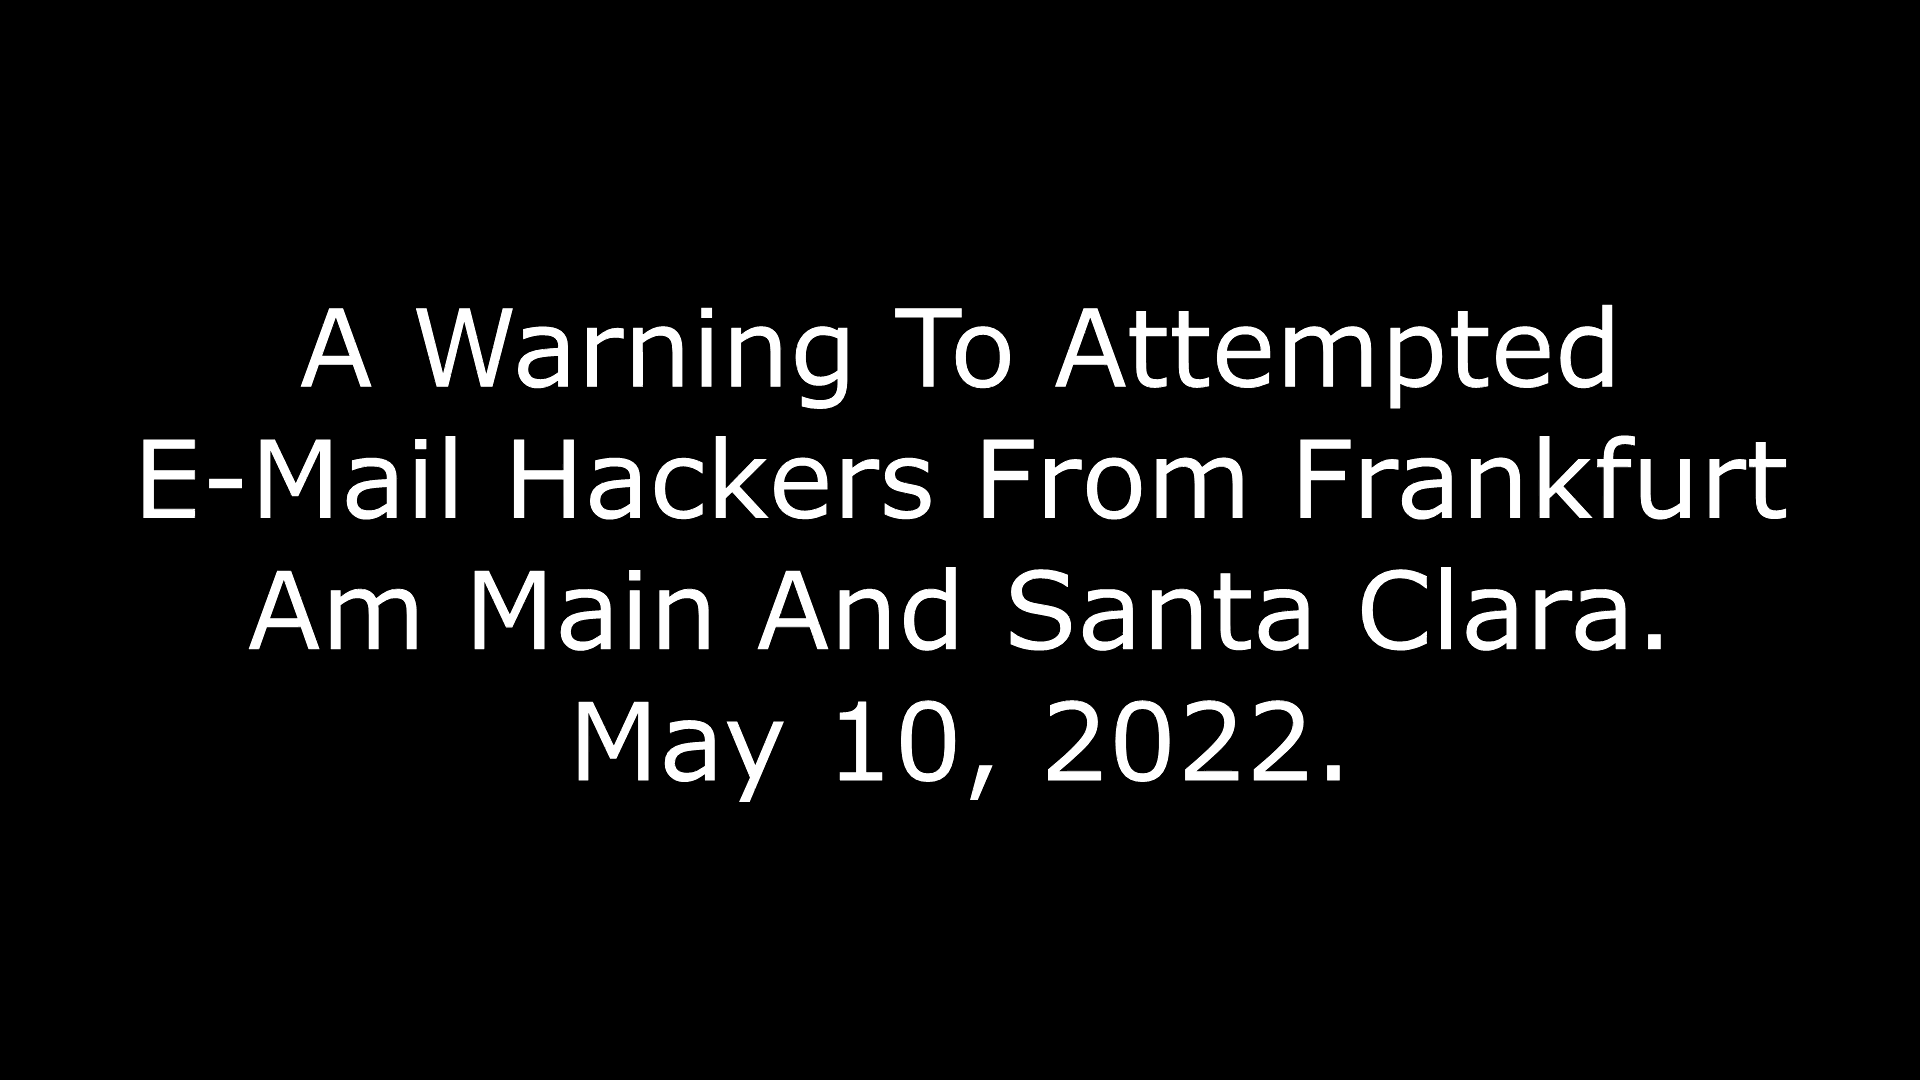 A Warning To Attempted
E-Mail Hackers From Frankfurt
Am Main And Santa Clara.
May 10, 2022.